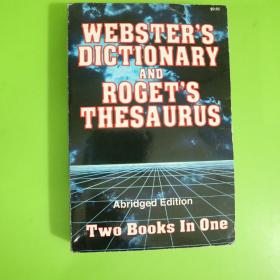 WEBSTER'S
DICTIONARY
AND
ROGET'S
THESAURUS
Abridged Edition
Two Books In One